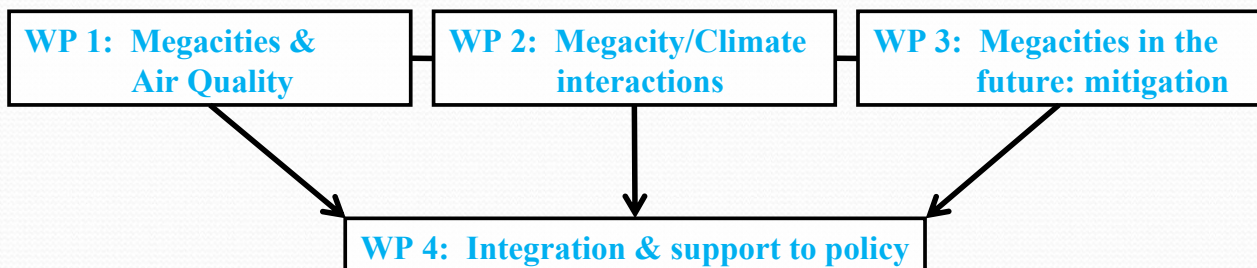 WP 1: Megacities &
Air Quality
WP 2: Megacity/Climate
interactions
WP 3: Megacities in the
future: mitigation
WP 4: Integration & support to policy